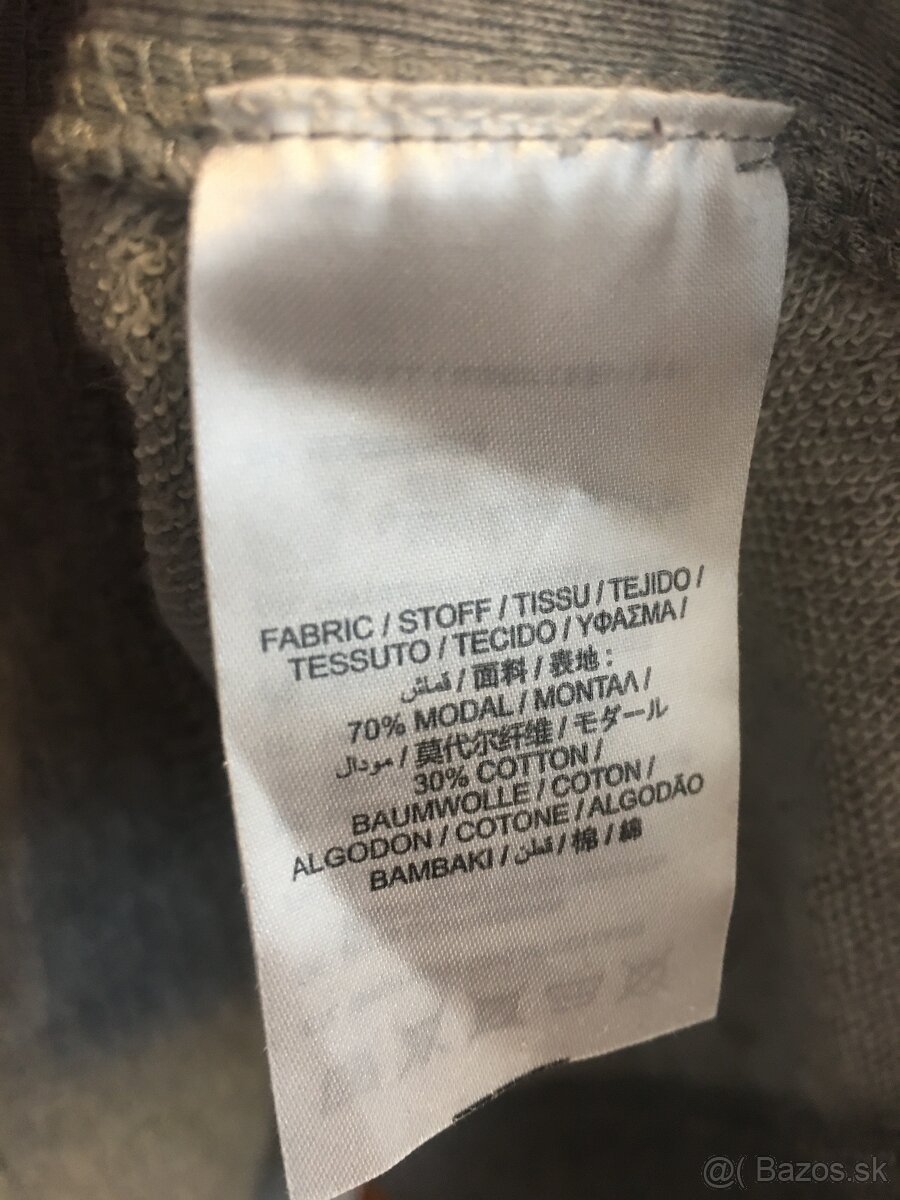 FABRIC / STOFF / TISSU / TEJIDO /
TESSUTO / TECIDO / ΥΦΑΣΜΑ /
قماش / 面料 / 表地 :
70% MODAL / MONTAΛ /
مودال / 莫代尔纤维 / モダール
30% COTTON /
BAUMWOLLE / COTON /
ALGODON / COTONE / ALGODÃO
BAMBAKI / قطن / 棉 / 綿
@( Bazos.sk